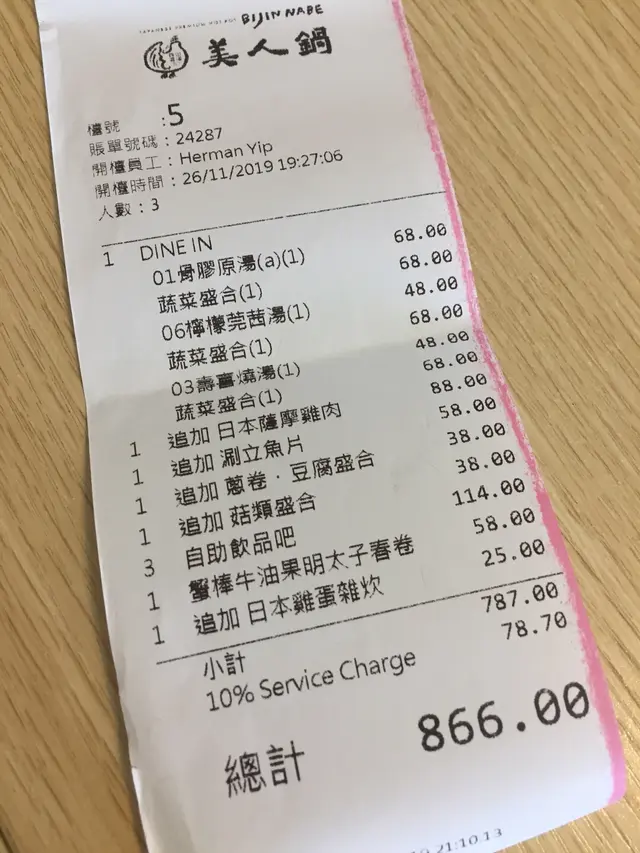 JAPANESE PREMIUM HOT POT BIJIN NABE
美人鍋
檯號 :5
賬單號碼：24287
開檯員工：Herman Yip
開檯時間：26/11/2019 19:27:06
人數：3
1 DINE IN
01骨膠原湯(a)(1) 68.00
蔬菜盛合(1) 68.00
06檸檬莞茜湯(1) 48.00
蔬菜盛合(1) 68.00
03壽喜燒湯(1) 48.00
蔬菜盛合(1) 68.00
1 追加 日本薩摩雞肉 88.00
1 追加 涮立魚片 58.00
1 追加 蔥卷．豆腐盛合 38.00
1 追加 菇類盛合 38.00
3 自助飲品吧 114.00
1 蟹棒牛油果明太子春卷 58.00
1 追加 日本雞蛋雜炊 25.00
小計 787.00
10% Service Charge 78.70
總計 866.00
21:10:13